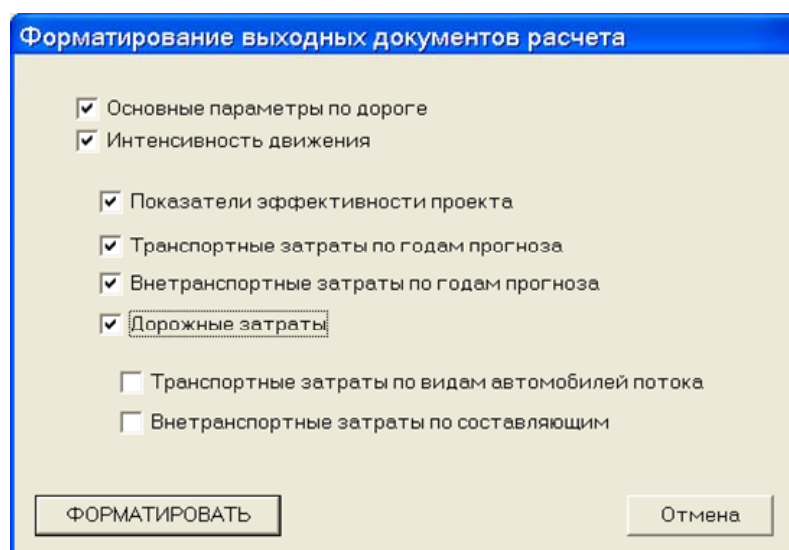 Форматирование выходных документов расчета
Основные параметры по дороге
Интенсивность движения
Показатели эффективности проекта
Транспортные затраты по годам прогноза
Внетранспортные затраты по годам прогноза
Дорожные затраты
Транспортные затраты по видам автомобилей потока
Внетранспортные затраты по составляющим
ФОРМАТИРОВАТЬ
Отмена